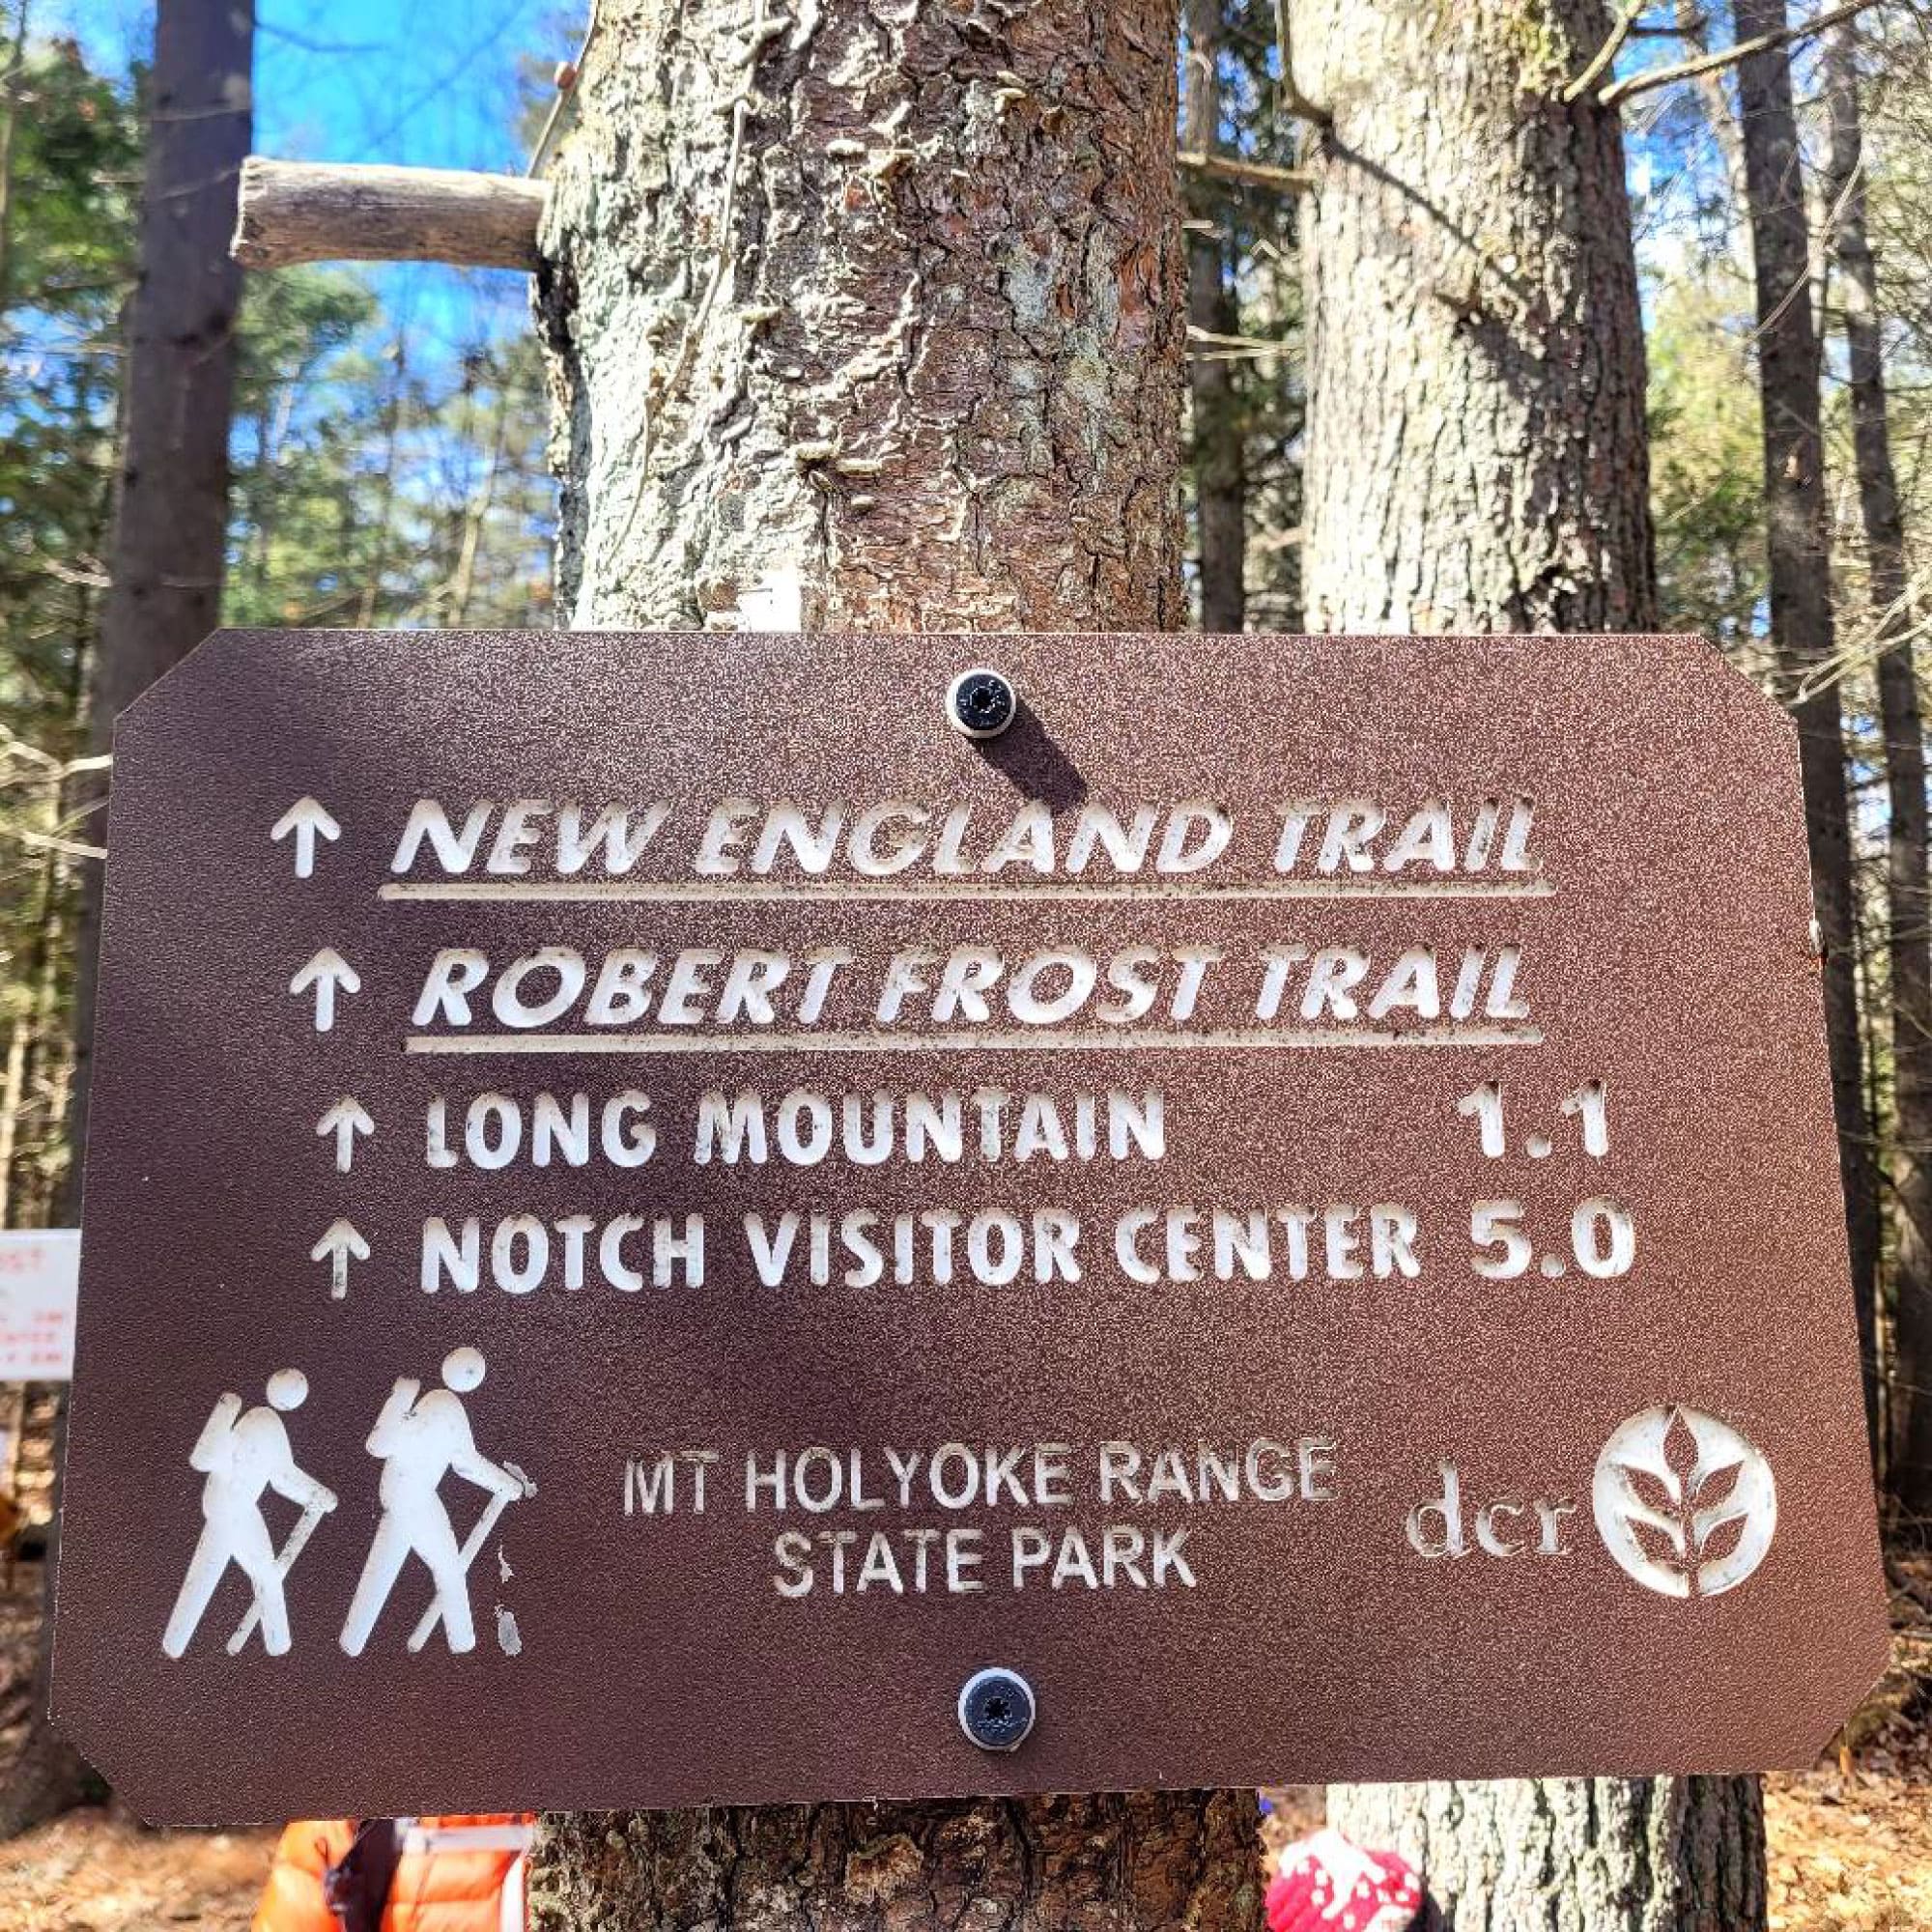 ↑ NEW ENGLAND TRAIL
↑ ROBERT FROST TRAIL
↑ LONG MOUNTAIN 1.1
↑ NOTCH VISITOR CENTER 5.0
MT HOLYOKE RANGE
STATE PARK
dcr